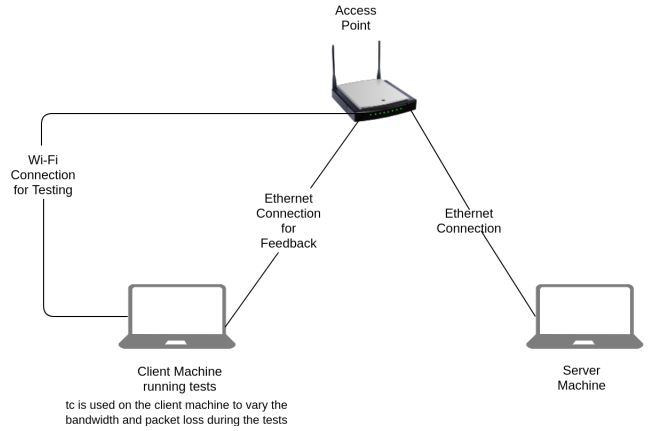 Access
Point
Wi-Fi
Connection
for Testing
Ethernet
Connection
for
Feedback
Ethernet
Connection
Client Machine
running tests
tc is used on the client machine to vary the
bandwidth and packet loss during the tests
Server
Machine